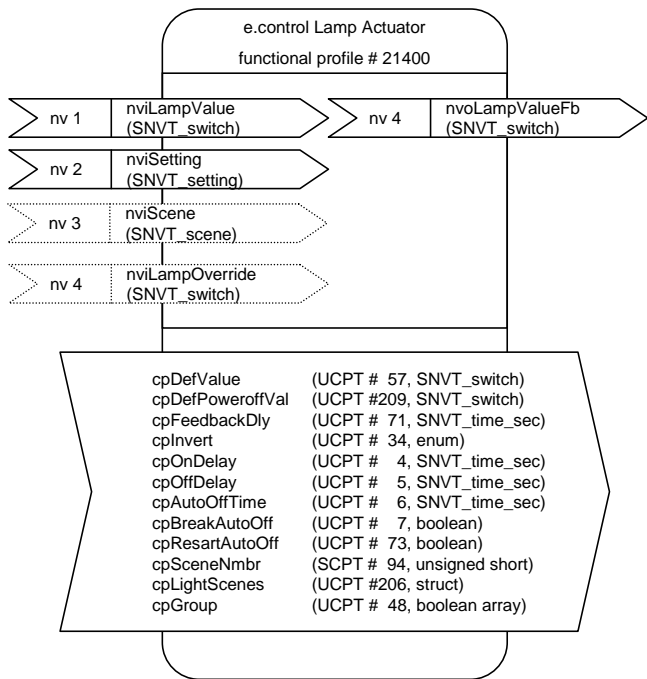 e.control Lamp Actuator
functional profile # 21400
nv 1 nviLampValue (SNVT_switch)
nv 4 nvoLampValueFb (SNVT_switch)
nv 2 nviSetting (SNVT_setting)
nv 3 nviScene (SNVT_scene)
nv 4 nviLampOverride (SNVT_switch)
cpDefValue (UCPT # 57, SNVT_switch)
cpDefPoweroffVal (UCPT #209, SNVT_switch)
cpFeedbackDly (UCPT # 71, SNVT_time_sec)
cpInvert (UCPT # 34, enum)
cpOnDelay (UCPT # 4, SNVT_time_sec)
cpOffDelay (UCPT # 5, SNVT_time_sec)
cpAutoOffTime (UCPT # 6, SNVT_time_sec)
cpBreakAutoOff (UCPT # 7, boolean)
cpResartAutoOff (UCPT # 73, boolean)
cpSceneNmbr (SCPT # 94, unsigned short)
cpLightScenes (UCPT #206, struct)
cpGroup (UCPT # 48, boolean array)